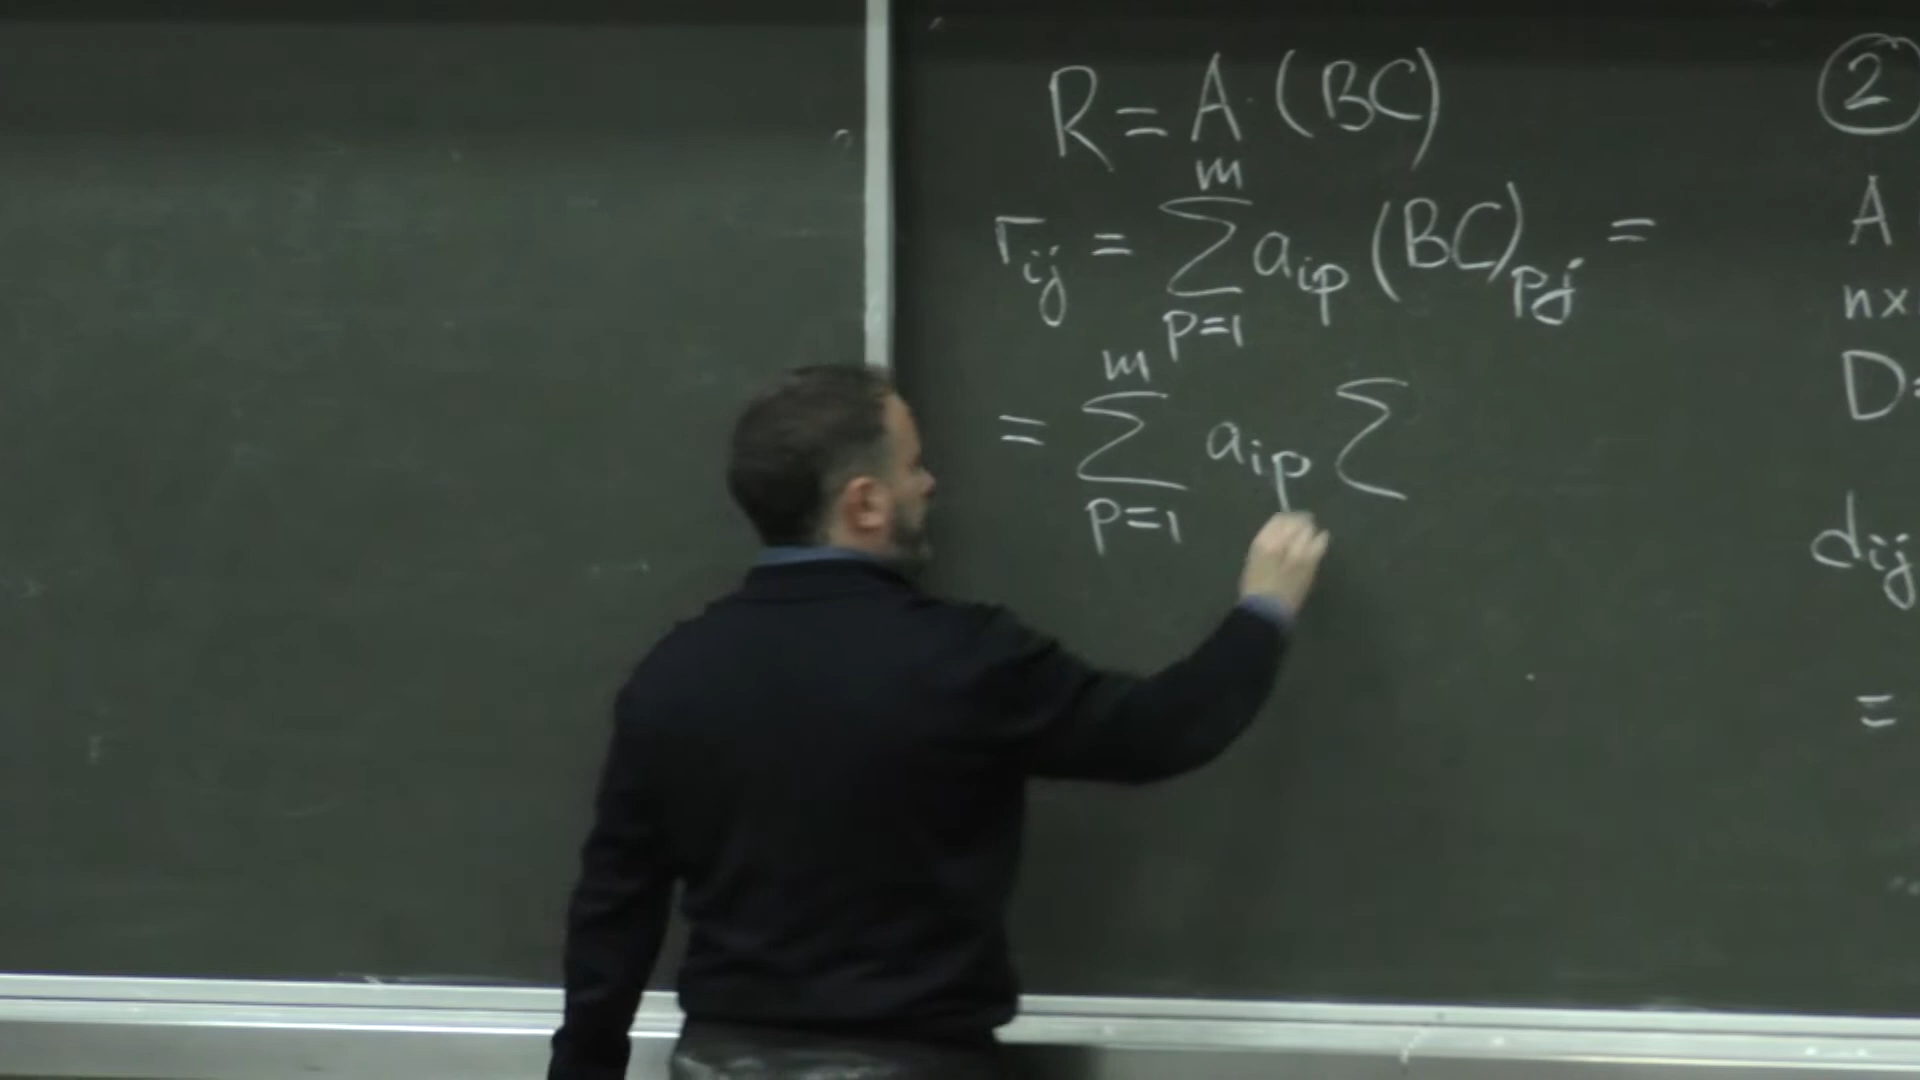 R = A · (BC)
m
r_ij = Σ a_ip (BC)_pj =
p=1
m
= Σ a_ip Σ
p=1
②
A
n×
D=
d_ij
=